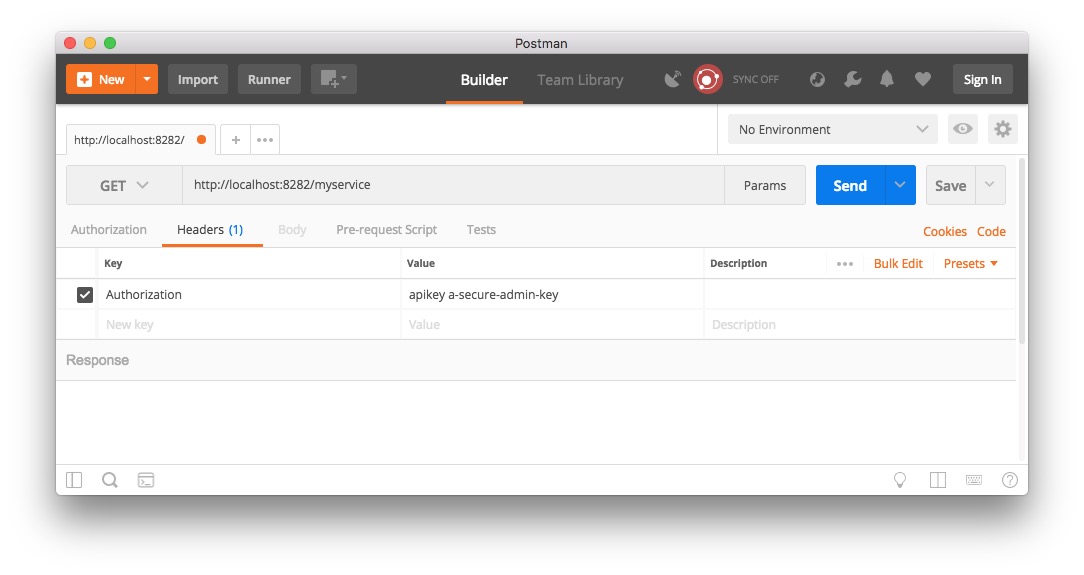 Postman
New Import Runner Builder Team Library SYNC OFF Sign In
http://localhost:8282/ + No Environment
GET http://localhost:8282/myservice Params Send Save
Authorization Headers (1) Body Pre-request Script Tests Cookies Code
Key Value Description Bulk Edit Presets
Authorization apikey a-secure-admin-key
New key Value Description
Response